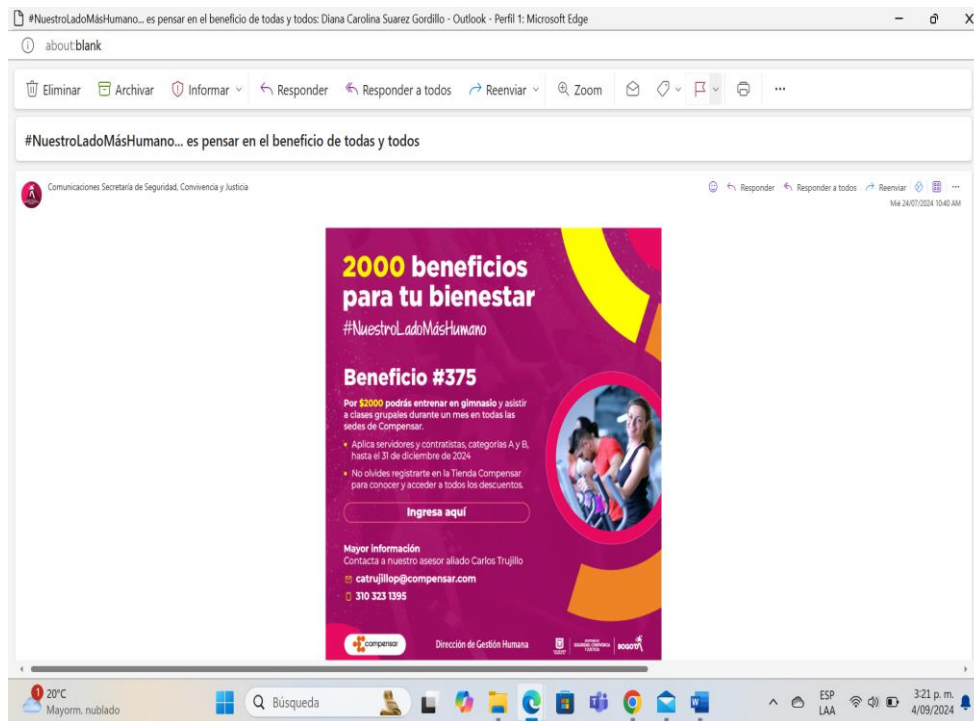 #NuestroLadoMásHumano... es pensar en el beneficio de todas y todos: Diana Carolina Suarez Gordillo - Outlook - Perfil 1: Microsoft Edge
about:blank
Eliminar Archivar Informar Responder Responder a todos Reenviar Zoom
#NuestroLadoMásHumano... es pensar en el beneficio de todas y todos
Comunicaciones Secretaría de Seguridad, Convivencia y Justicia
Responder Responder a todos Reenviar
Mié 24/07/2024 10:40 AM
2000 beneficios
para tu bienestar
#NuestroLadoMásHumano
Beneficio #375
Por $2000 podrás entrenar en gimnasio y asistir
a clases grupales durante un mes en todas las
sedes de Compensar.
• Aplica servidores y contratistas, categorías A y B,
hasta el 31 de diciembre de 2024
• No olvides registrarte en la Tienda Compensar
para conocer y acceder a todos los descuentos.
Ingresa aquí
Mayor información
Contacta a nuestro asesor aliado Carlos Trujillo
catrujillop@compensar.com
310 323 1395
compensar
Dirección de Gestión Humana
BOGOTÁ
1
20°C
Mayorm. nublado
Búsqueda
ESP
LAA
3:21 p. m.
4/09/2024